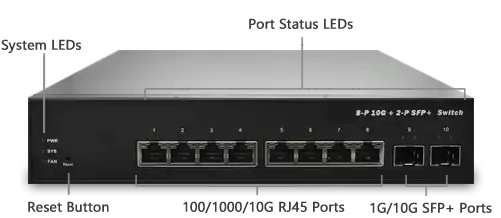 Port Status LEDs
System LEDs
8-P 10G + 2-P SFP+ Switch
1 2 3 4 5 6 7 8 9 10
PWR
SYS
FAN
Reset
Reset Button
100/1000/10G RJ45 Ports
1G/10G SFP+ Ports